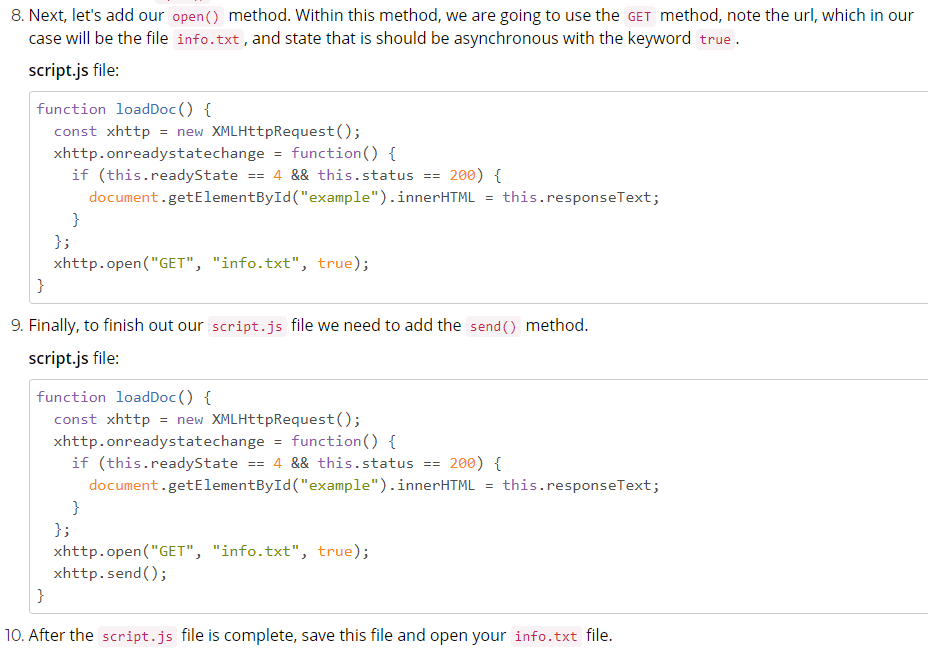 8. Next, let's add our open() method. Within this method, we are going to use the GET method, note the url, which in our
case will be the file info.txt, and state that is should be asynchronous with the keyword true.
script.js file:
function loadDoc() {
  const xhttp = new XMLHttpRequest();
  xhttp.onreadystatechange = function() {
    if (this.readyState == 4 && this.status == 200) {
      document.getElementById("example").innerHTML = this.responseText;
    }
  };
  xhttp.open("GET", "info.txt", true);
}
9. Finally, to finish out our script.js file we need to add the send() method.
script.js file:
function loadDoc() {
  const xhttp = new XMLHttpRequest();
  xhttp.onreadystatechange = function() {
    if (this.readyState == 4 && this.status == 200) {
      document.getElementById("example").innerHTML = this.responseText;
    }
  };
  xhttp.open("GET", "info.txt", true);
  xhttp.send();
}
10. After the script.js file is complete, save this file and open your info.txt file.